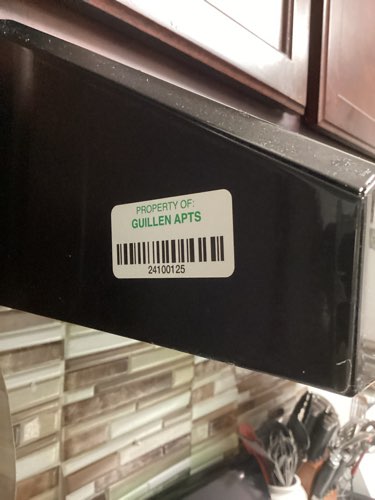 PROPERTY OF:
GUILLEN APTS
24100125